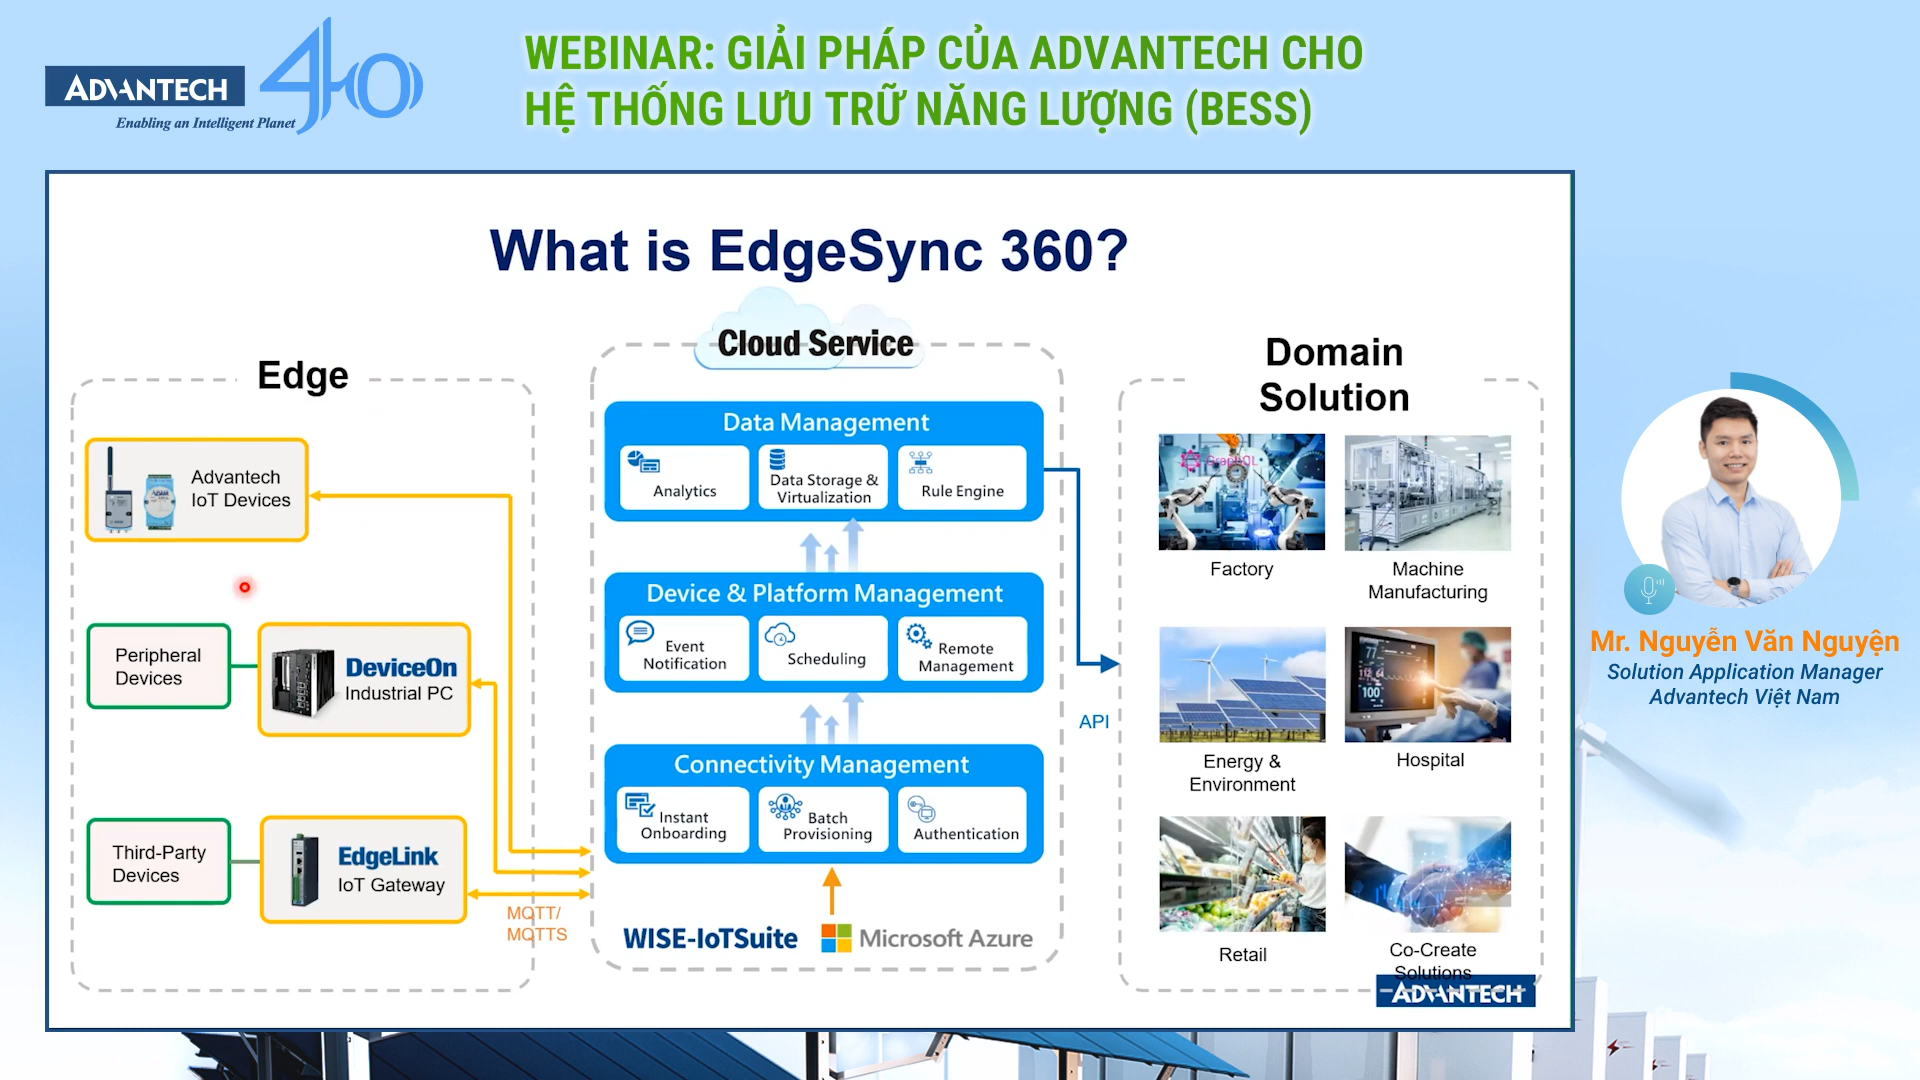 ADVANTECH
Enabling an Intelligent Planet
40
WEBINAR: GIẢI PHÁP CỦA ADVANTECH CHO
HỆ THỐNG LƯU TRỮ NĂNG LƯỢNG (BESS)
What is EdgeSync 360?
Edge
Advantech
IoT Devices
Peripheral
Devices
DeviceOn
Industrial PC
Third-Party
Devices
EdgeLink
IoT Gateway
MQTT/
MQTTS
Cloud Service
Data Management
Analytics
Data Storage &
Virtualization
Rule Engine
Device & Platform Management
Event
Notification
Scheduling
Remote
Management
Connectivity Management
Instant
Onboarding
Batch
Provisioning
Authentication
WISE-IoTSuite
Microsoft Azure
API
Domain
Solution
GraphQL
Factory
Machine
Manufacturing
77
100
Energy &
Environment
Hospital
Retail
Co-Create
Solutions
ADVANTECH
Mr. Nguyễn Văn Nguyện
Solution Application Manager
Advantech Việt Nam